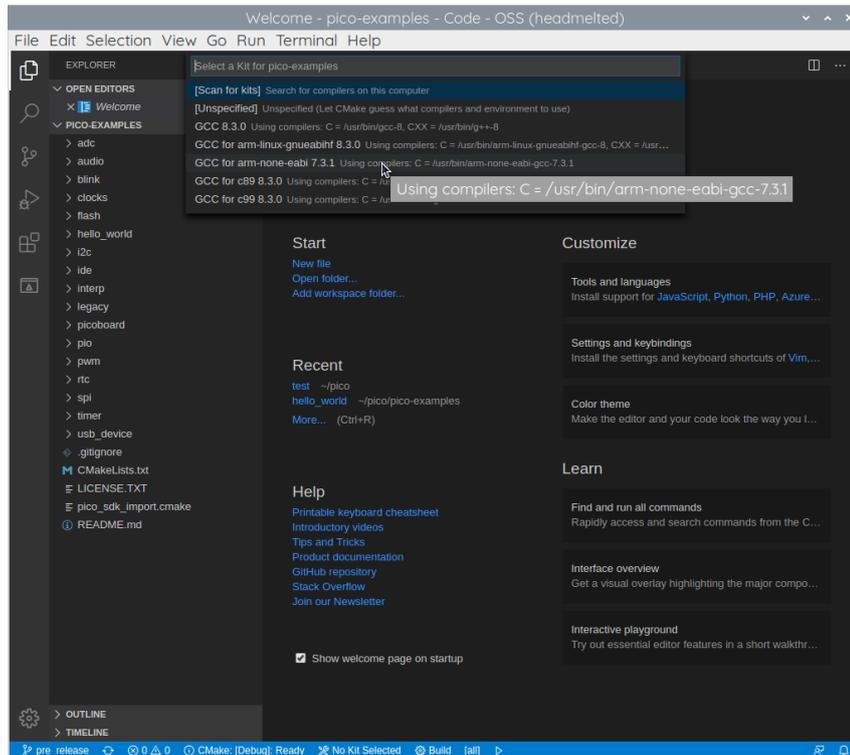 Welcome - pico-examples - Code - OSS (headmelted)
File Edit Selection View Go Run Terminal Help
EXPLORER
OPEN EDITORS
Welcome
PICO-EXAMPLES
adc
audio
blink
clocks
flash
hello_world
i2c
ide
interp
legacy
picoboard
pio
pwm
rtc
spi
timer
usb_device
.gitignore
CMakeLists.txt
LICENSE.TXT
pico_sdk_import.cmake
README.md
OUTLINE
TIMELINE
Select a Kit for pico-examples
[Scan for kits] Search for compilers on this computer
[Unspecified] Unspecified (Let CMake guess what compilers and environment to use)
GCC 8.3.0 Using compilers: C = /usr/bin/gcc-8, CXX = /usr/bin/g++-8
GCC for arm-linux-gnueabihf 8.3.0 Using compilers: C = /usr/bin/arm-linux-gnueabihf-gcc-8, CXX = /usr...
GCC for arm-none-eabi 7.3.1 Using compilers: C = /usr/bin/arm-none-eabi-gcc-7.3.1
GCC for c89 8.3.0 Using compilers: C = /us
GCC for c99 8.3.0 Using compilers: C = /us
Using compilers: C = /usr/bin/arm-none-eabi-gcc-7.3.1
Start
New file
Open folder...
Add workspace folder...
Recent
test ~/pico
hello_world ~/pico/pico-examples
More... (Ctrl+R)
Help
Printable keyboard cheatsheet
Introductory videos
Tips and Tricks
Product documentation
GitHub repository
Stack Overflow
Join our Newsletter
Show welcome page on startup
Customize
Tools and languages
Install support for JavaScript, Python, PHP, Azure...
Settings and keybindings
Install the settings and keyboard shortcuts of Vim,...
Color theme
Make the editor and your code look the way you l...
Learn
Find and run all commands
Rapidly access and search commands from the C...
Interface overview
Get a visual overlay highlighting the major compo...
Interactive playground
Try out essential editor features in a short walkthr...
pre_release 0 0 CMake: [Debug]: Ready No Kit Selected Build [all]